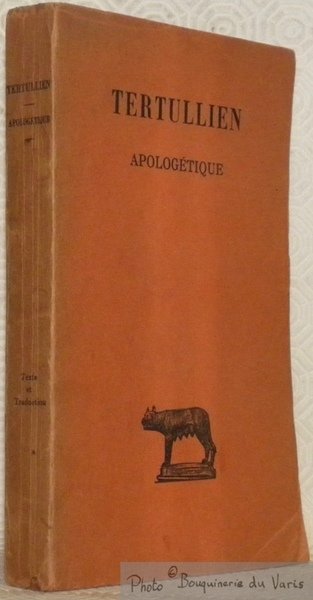 TERTULLIEN
APOLOGÉTIQUE
Texte
et
Traduction
TERTULLIEN
APOLOGÉTIQUE
Photo © Bouquinerie du Varis